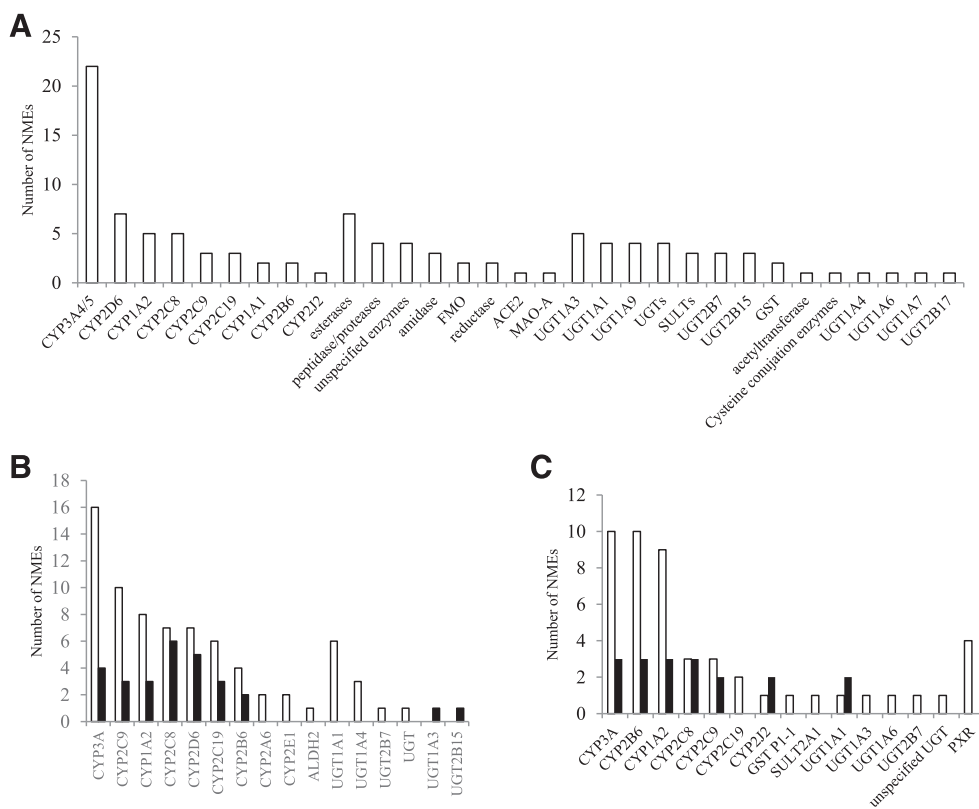 A
Number of NMEs
25
20
15
10
5
0
CYP3A4/5
CYP2D6
CYP1A2
CYP2C8
CYP2C9
CYP2C19
CYP1A1
CYP2B6
CYP2J2
esterases
peptidase/proteases
unspecified enzymes
amidase
FMO
reductase
ACE2
MAO-A
UGT1A3
UGT1A1
UGT1A9
UGTs
SULTs
UGT2B7
UGT2B15
GST
acetyltransferase
Cysteine conujation enzymes
UGT1A4
UGT1A6
UGT1A7
UGT2B17
B
Number of NMEs
18
16
14
12
10
8
6
4
2
0
CYP3A
CYP2C9
CYP1A2
CYP2C8
CYP2D6
CYP2C19
CYP2B6
CYP2A6
CYP2E1
ALDH2
UGT1A1
UGT1A4
UGT2B7
UGT
UGT1A3
UGT2B15
C
Number of NMEs
12
10
8
6
4
2
0
CYP3A
CYP2B6
CYP1A2
CYP2C8
CYP2C9
CYP2C19
CYP2J2
GST P1-1
SULT2A1
UGT1A1
UGT1A3
UGT1A6
UGT2B7
unspecified UGT
PXR